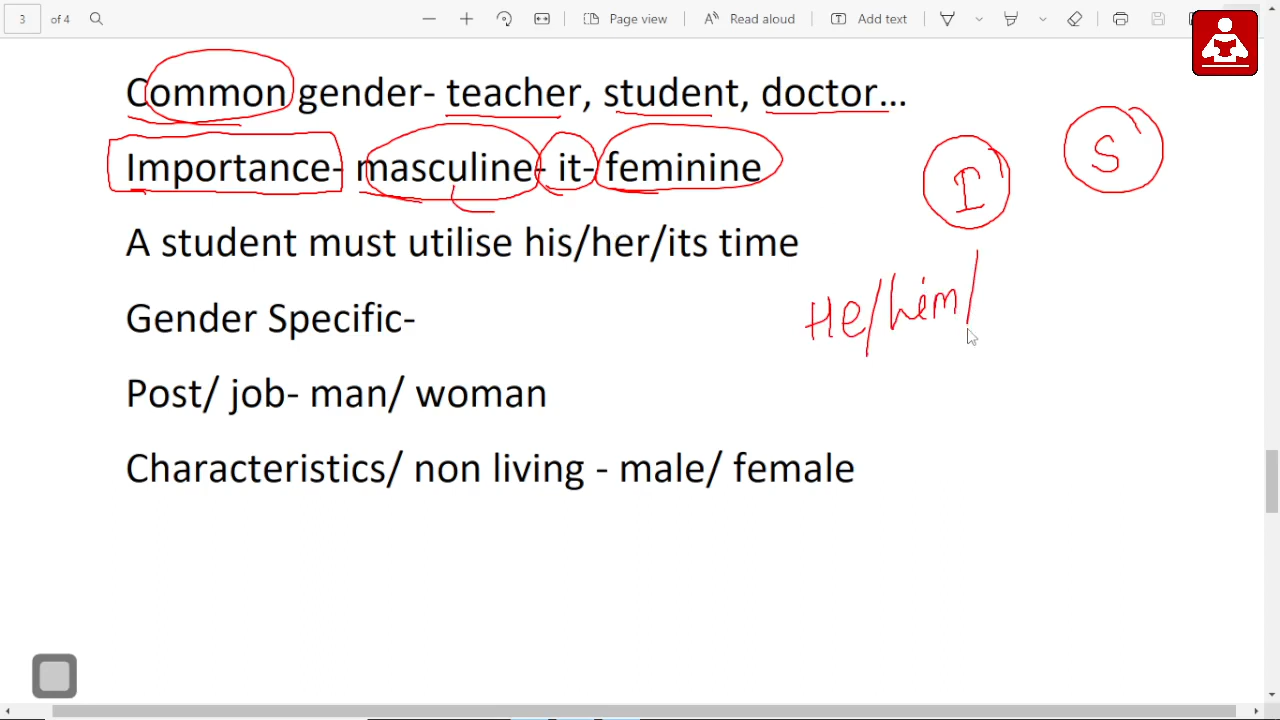 3 of 4 Page view Read aloud Add text
Common gender- teacher, student, doctor...
Importance- masculine- it- feminine
I S
A student must utilise his/her/its time
He/him/
Gender Specific-
Post/ job- man/ woman
Characteristics/ non living - male/ female